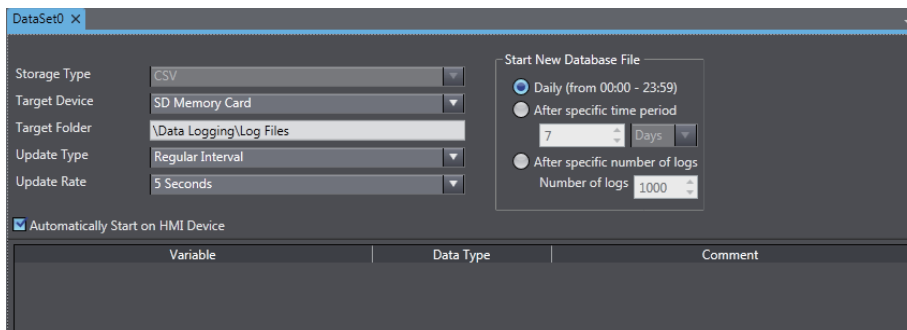 DataSet0
Storage Type CSV
Target Device SD Memory Card
Target Folder \Data Logging\Log Files
Update Type Regular Interval
Update Rate 5 Seconds
Start New Database File
Daily (from 00:00 - 23:59)
After specific time period
7 Days
After specific number of logs
Number of logs 1000
Automatically Start on HMI Device
Variable Data Type Comment